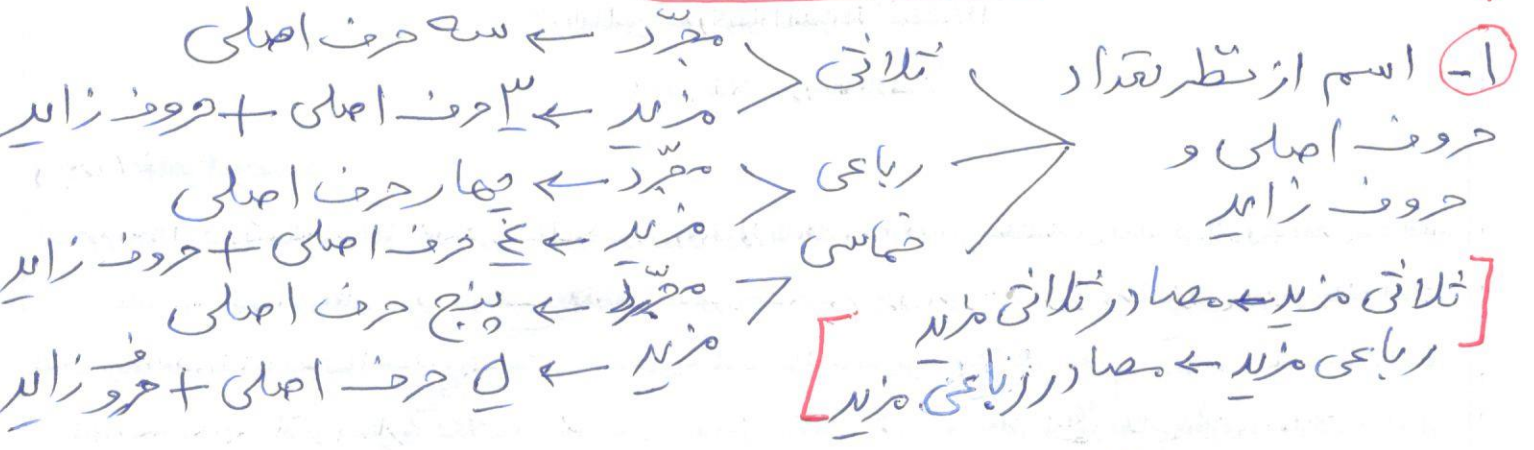 ۱- اسم از نظر تعداد
حروف اصلی و
حروف زاید
ثلاثی
مجرّد ← سه حرف اصلی
مزید ← ۳ حرف اصلی + حروف زاید
رباعی
مجرّد ← چهار حرف اصلی
مزید ← ۴ حرف اصلی + حروف زاید
خماسی
مجرّد ← پنج حرف اصلی
مزید ← ۵ حرف اصلی + حروف زاید
[ثلاثی مزید ← مصادر ثلاثی مزید
رباعی مزید ← مصادر رباعی مزید]